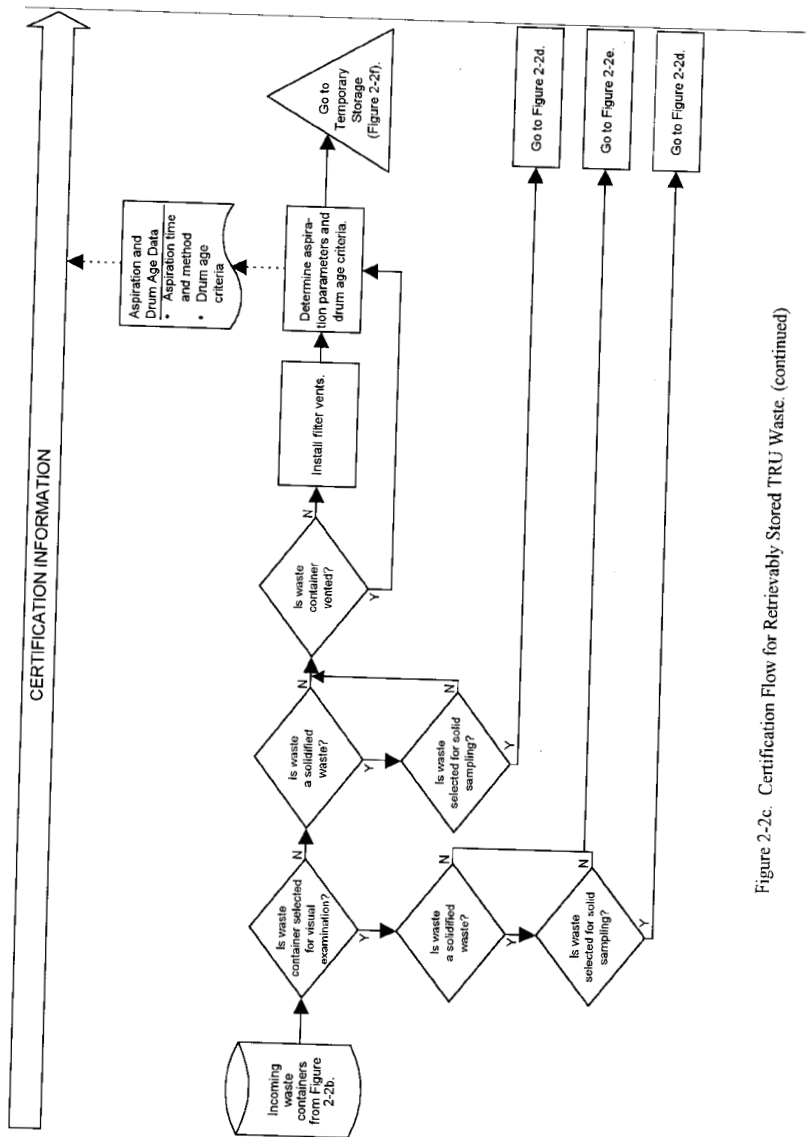 CERTIFICATION INFORMATION
Incoming
waste
containers
from Figure
2-2b.
Is waste
container selected
for visual
examination?
N
Y
Is waste
a solidified
waste?
N
Y
Is waste
selected for solid
sampling?
N
Y
Is waste
a solidified
waste?
N
Y
Is waste
selected for solid
sampling?
N
Y
Is waste
container
vented?
N
Y
Install filter vents.
Determine aspira-
tion parameters and
drum age criteria.
Aspiration and
Drum Age Data
• Aspiration time
and method
• Drum age
criteria
Go to
Temporary
Storage
(Figure 2-2f).
Go to Figure 2-2d.
Go to Figure 2-2e.
Go to Figure 2-2d.
Figure 2-2c. Certification Flow for Retrievably Stored TRU Waste. (continued)